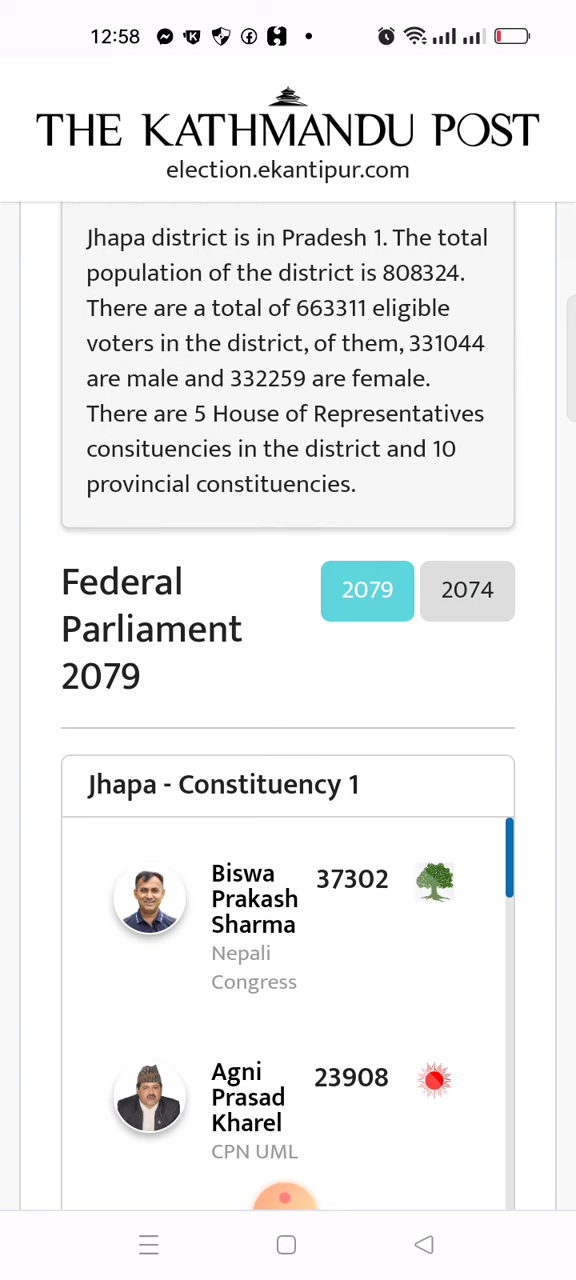 12:58
THE KATHMANDU POST
election.ekantipur.com
Jhapa district is in Pradesh 1. The total
population of the district is 808324.
There are a total of 663311 eligible
voters in the district, of them, 331044
are male and 332259 are female.
There are 5 House of Representatives
consituencies in the district and 10
provincial constituencies.
Federal
Parliament
2079
2079 2074
Jhapa - Constituency 1
Biswa
Prakash
Sharma
Nepali
Congress
37302
Agni
Prasad
Kharel
CPN UML
23908